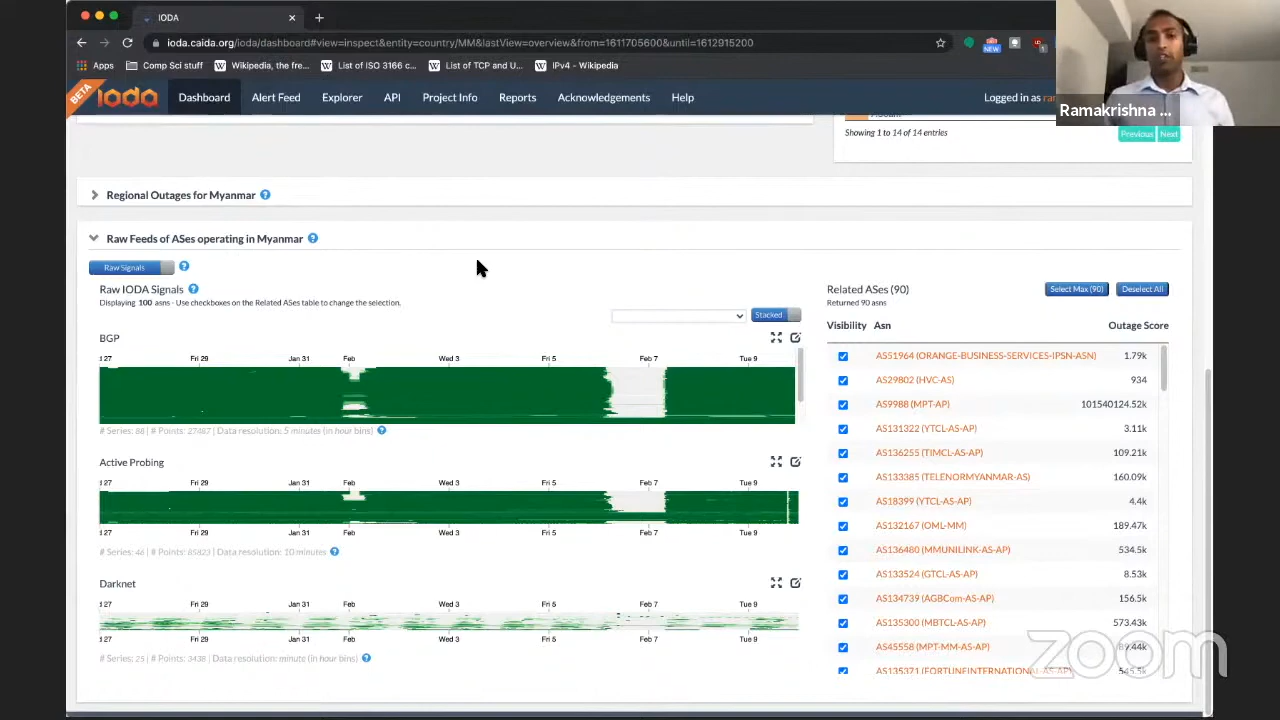 IODA
ioda.caida.org/ioda/dashboard#view=inspect&entity=country/MM&lastView=overview&from=1611705600&until=1612915200
NEW
Apps
Comp Sci stuff
Wikipedia, the fre...
List of ISO 3166 c...
List of TCP and U...
IPv4 - Wikipedia
BETA
ioda
Dashboard
Alert Feed
Explorer
API
Project Info
Reports
Acknowledgements
Help
Logged in as
Ramakrishna ...
Showing 1 to 14 of 14 entries
Previous
Next
Regional Outages for Myanmar
Raw Feeds of ASes operating in Myanmar
Raw Signals
Raw IODA Signals
Displaying 100 asns - Use checkboxes on the Related ASes table to change the selection.
Stacked
BGP
Fri 29 Jan 31 Feb Wed 3 Fri 5 Feb 7 Tue 9
# Series: 88 | # Points: 27487 | Data resolution: 5 minutes (in hour bins)
Active Probing
Fri 29 Jan 31 Feb Wed 3 Fri 5 Feb 7 Tue 9
Fri 29 Jan 31 Feb Wed 3 Fri 5 Feb 7 Tue 9
# Series: 46 | # Points: 85823 | Data resolution: 10 minutes
Darknet
Fri 29 Jan 31 Feb Wed 3 Fri 5 Feb 7 Tue 9
Fri 29 Jan 31 Feb Wed 3 Fri 5 Feb 7 Tue 9
# Series: 25 | # Points: 3438 | Data resolution: minute (in hour bins)
Related ASes (90)
Returned 90 asns
Select Max (90)
Deselect All
Visibility Asn Outage Score
AS51964 (ORANGE-BUSINESS-SERVICES-IPSN-ASN) 1.79k
AS29802 (HVC-AS) 934
AS9988 (MPT-AP) 101540124.52k
AS131322 (YTCL-AS-AP) 3.11k
AS136255 (TIMCL-AS-AP) 109.21k
AS133385 (TELENORMYANMAR-AS) 160.09k
AS18399 (YTCL-AS-AP) 4.4k
AS132167 (OML-MM) 189.47k
AS136480 (MMUNILINK-AS-AP) 534.5k
AS133524 (GTCL-AS-AP) 8.53k
AS134739 (AGBCom-AS-AP) 156.5k
AS135300 (MBTCL-AS-AP) 573.43k
AS45558 (MPT-MM-AS-AP) 89.44k
AS135371 (FORTUNEINTERNATIONAL-AS-AP) 545.5k
zoom